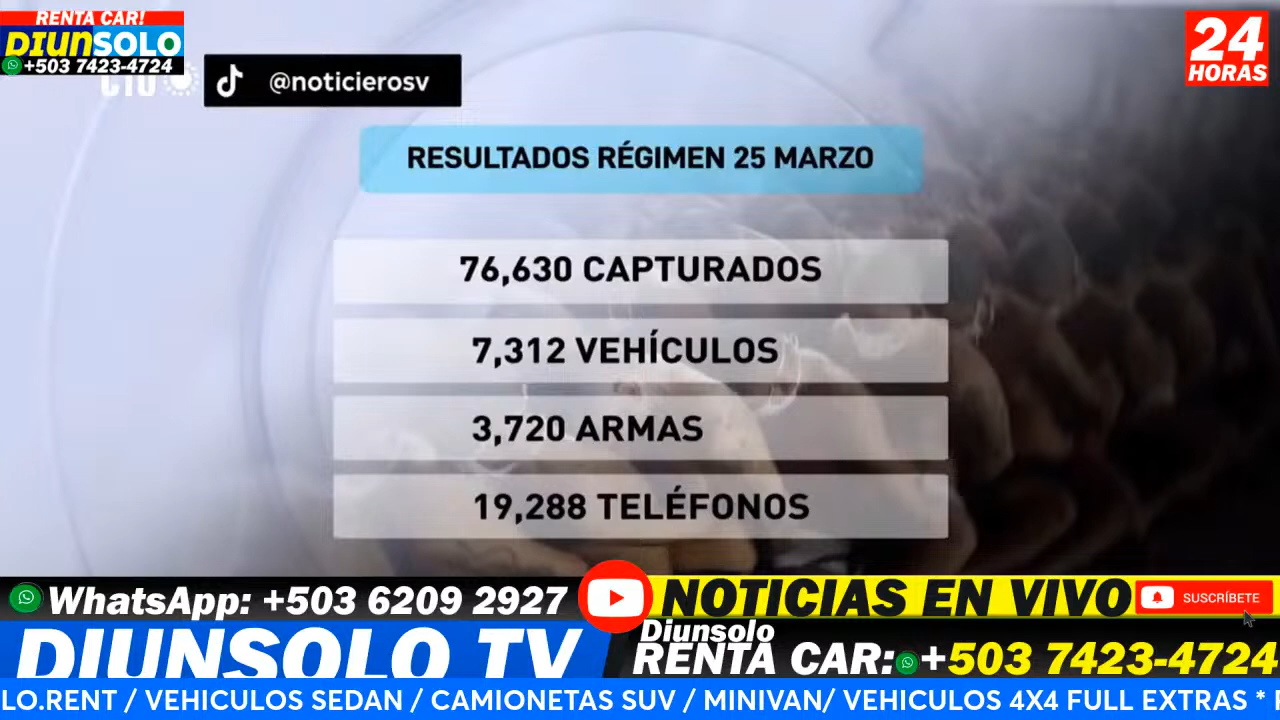 RENTA CAR!
DIUNSOLO
+503 7423-4724
@noticierosv
24
HORAS
RESULTADOS RÉGIMEN 25 MARZO
76,630 CAPTURADOS
7,312 VEHÍCULOS
3,720 ARMAS
19,288 TELÉFONOS
WhatsApp: +503 6209 2927
NOTICIAS EN VIVO
SUSCRÍBETE
DIUNSOLO TV
Diunsolo
RENTA CAR: +503 7423-4724
LO.RENT / VEHICULOS SEDAN / CAMIONETAS SUV / MINIVAN/ VEHICULOS 4X4 FULL EXTRAS *